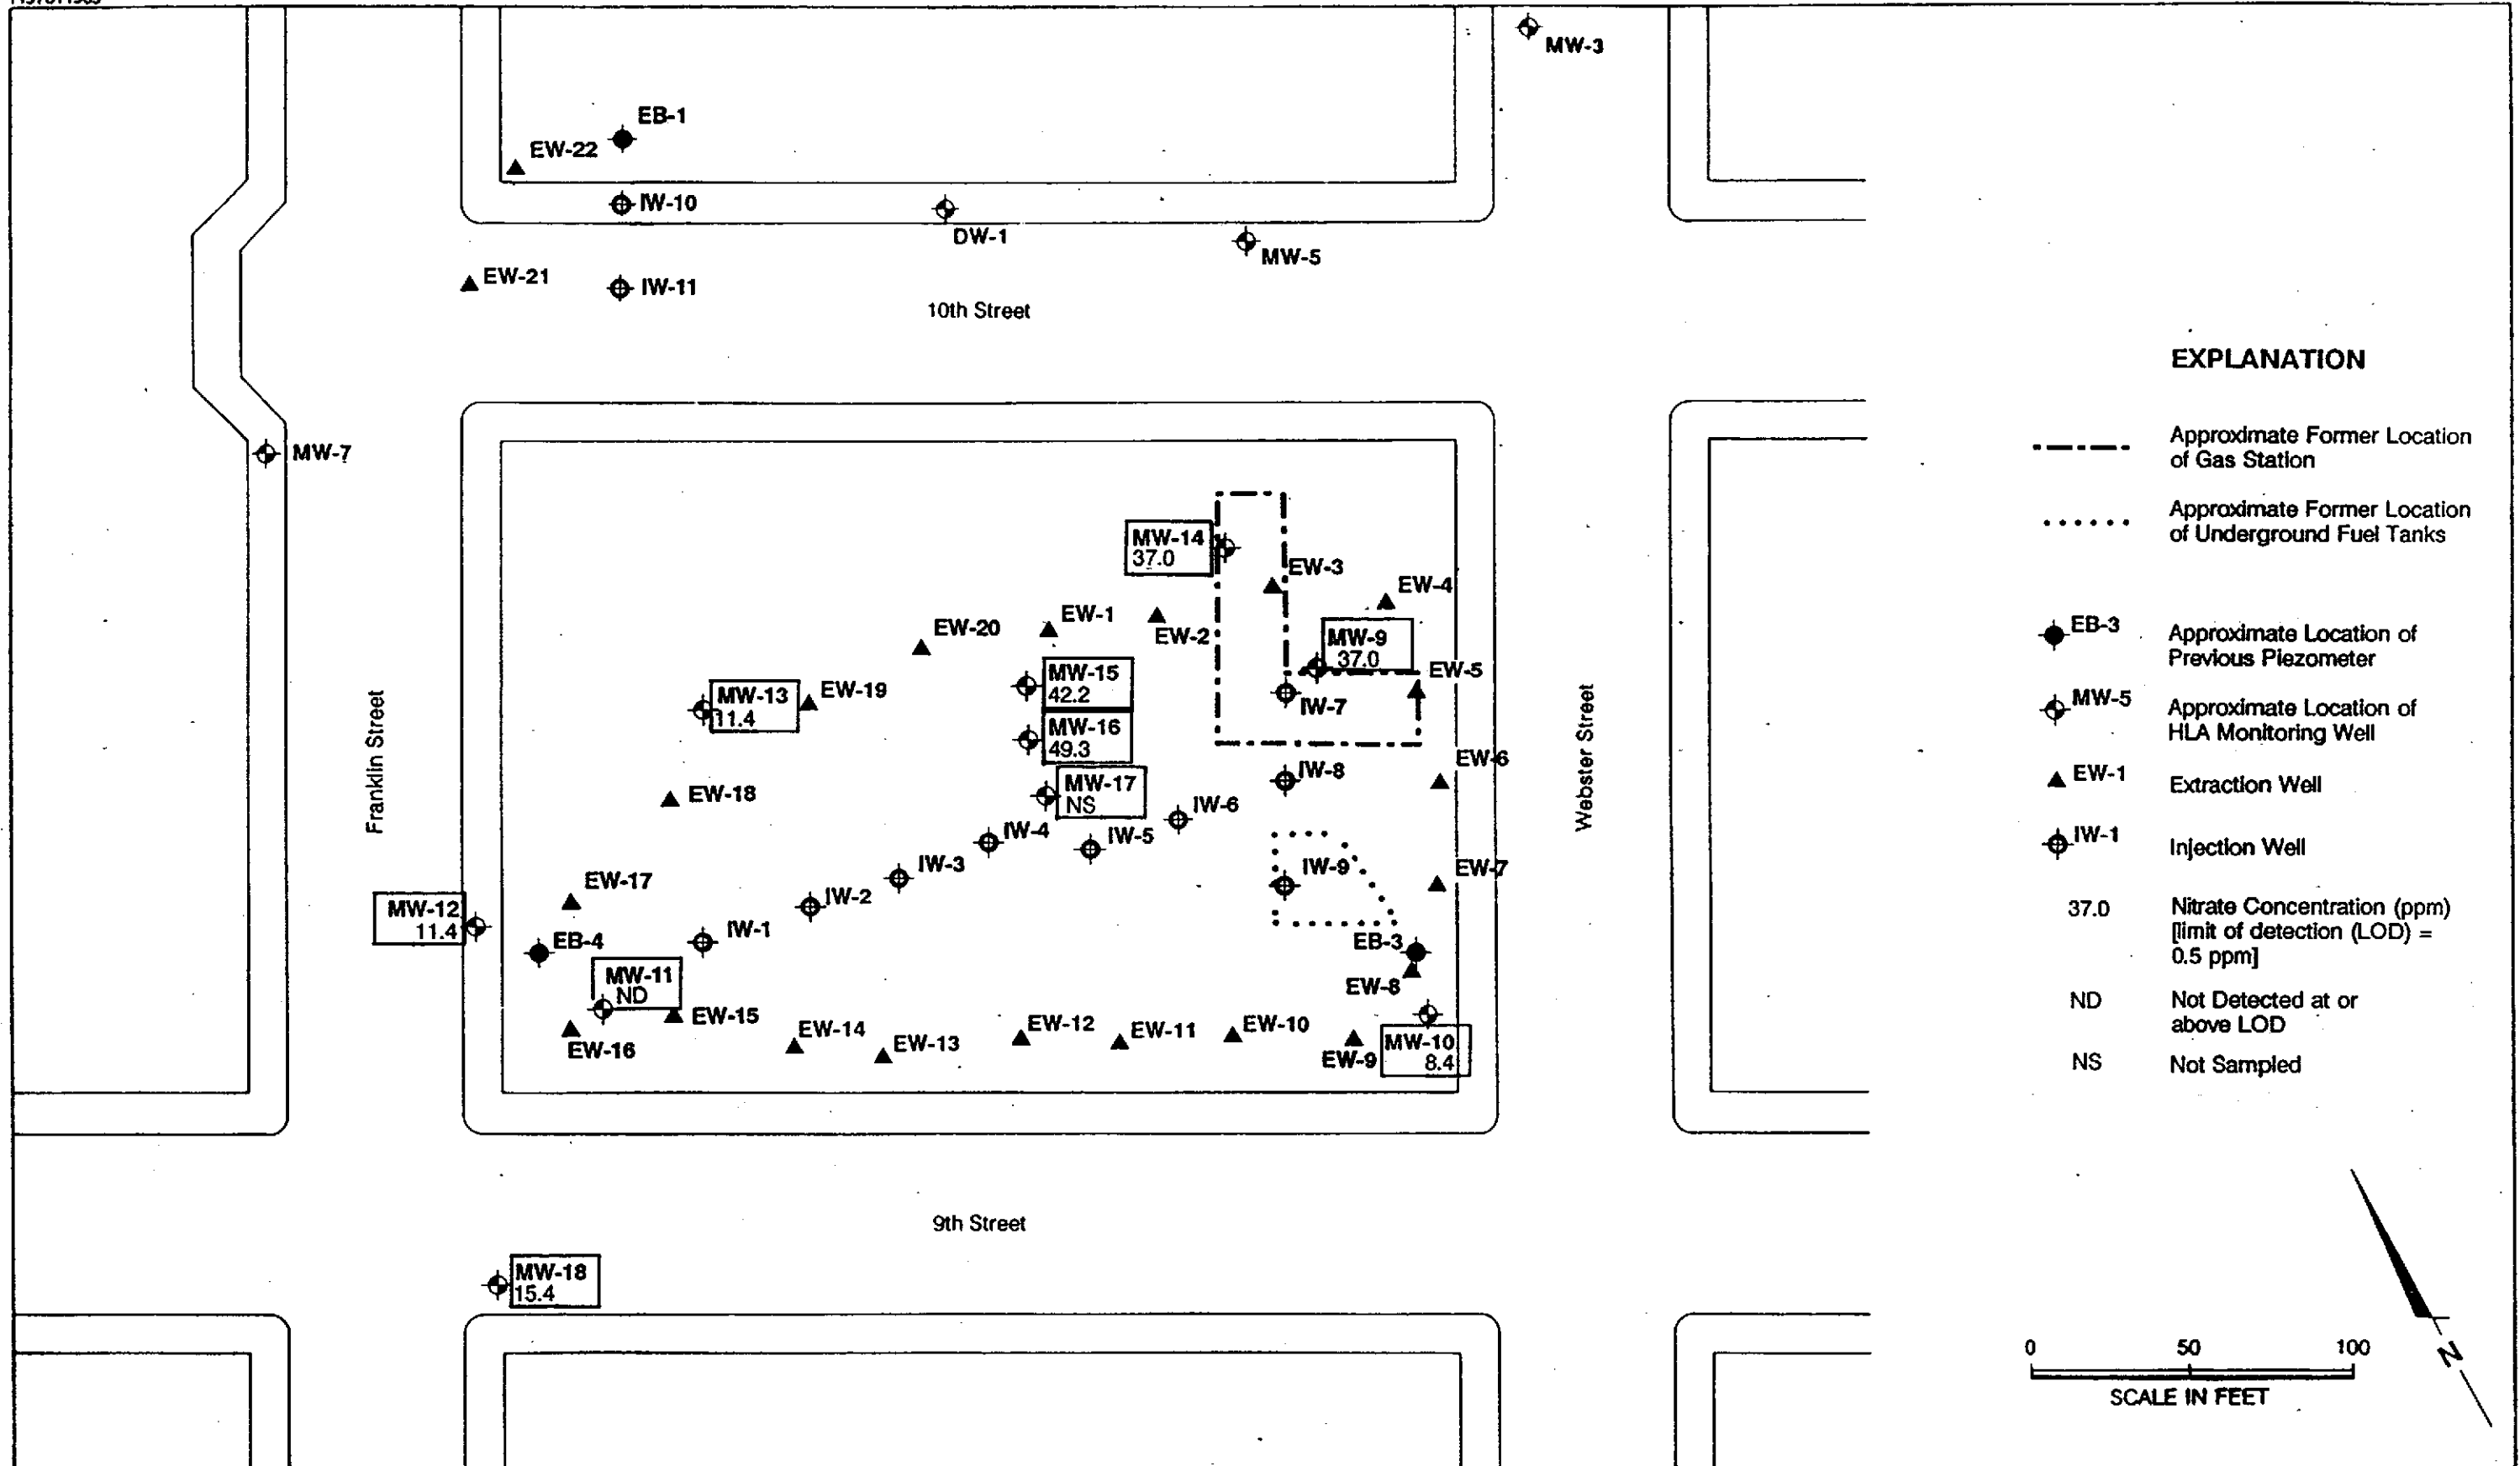 MW-3
EB-1
EW-22
IW-10
DW-1
MW-5
EW-21
IW-11
10th Street
MW-7
MW-14
37.0
EW-3
EW-4
EW-1
EW-2
EW-20
MW-9
37.0
MW-15
42.2
EW-5
MW-13
11.4
EW-19
IW-7
MW-16
49.3
Franklin Street
Webster Street
EW-6
IW-8
MW-17
NS
EW-18
IW-6
IW-4
IW-5
IW-3
IW-9
EW-7
EW-17
IW-2
MW-12
11.4
IW-1
EB-4
EB-3
MW-11
ND
EW-8
EW-15
EW-16
EW-14
EW-13
EW-12
EW-11
EW-10
EW-9
MW-10
8.4
9th Street
MW-18
15.4
EXPLANATION
Approximate Former Location
of Gas Station
Approximate Former Location
of Underground Fuel Tanks
EB-3
Approximate Location of
Previous Piezometer
MW-5
Approximate Location of
HLA Monitoring Well
EW-1
Extraction Well
IW-1
Injection Well
37.0
Nitrate Concentration (ppm)
[limit of detection (LOD) =
0.5 ppm]
ND
Not Detected at or
above LOD
NS
Not Sampled
N
0 50 100
SCALE IN FEET